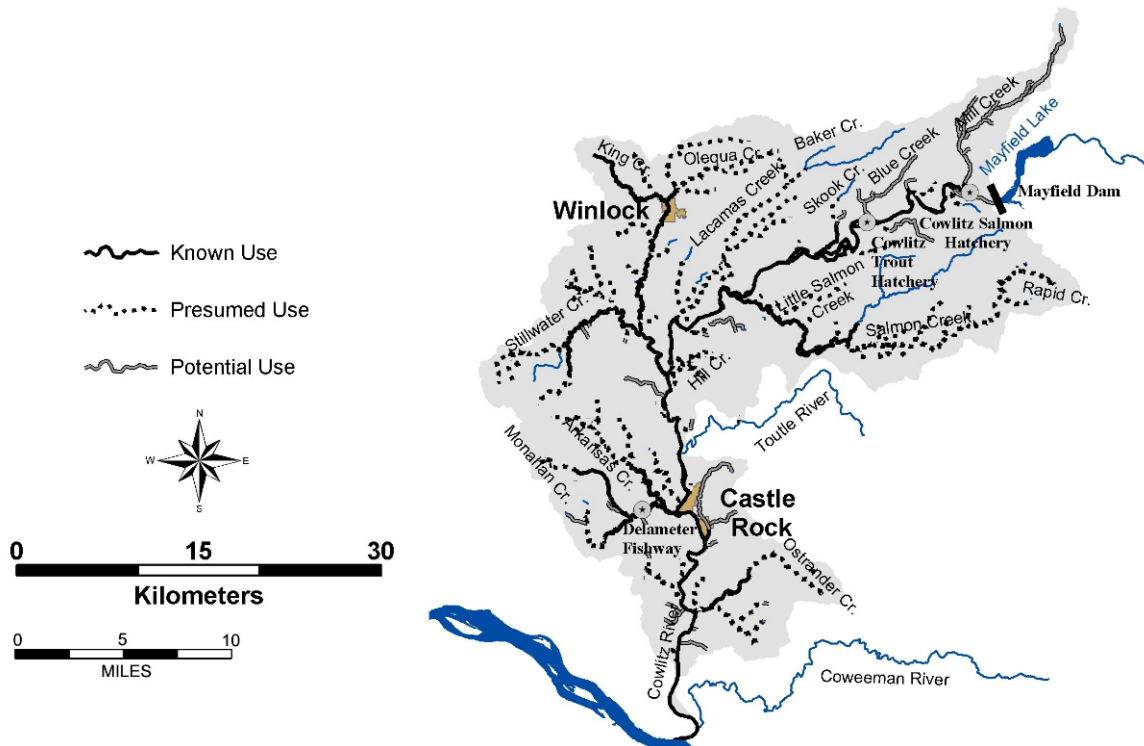 King Cr.
Olequa Cr.
Baker Cr.
Mill Creek
Mayfield Lake
Blue Creek
Skook Cr.
Lacamas Creek
Mayfield Dam
Winlock
Cowlitz Salmon
Hatchery
Cowlitz
Trout
Hatchery
Known Use
Presumed Use
Potential Use
Little Salmon
Creek
Rapid Cr.
Salmon Creek
Stillwater Cr.
Hill Cr.
Toutle River
N
W
E
S
Arkansas Cr.
Monahan Cr.
Castle
Rock
Delameter
Fishway
Ostrander Cr.
0 15 30
Kilometers
0 5 10
MILES
Cowlitz River
Coweeman River